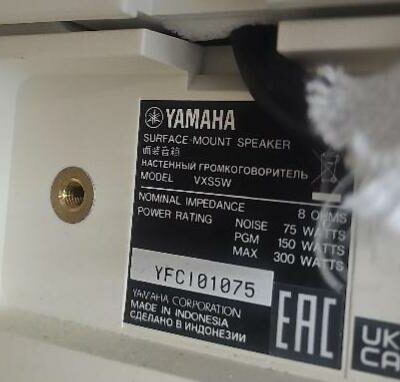 YAMAHA
SURFACE-MOUNT SPEAKER
НАСТЕННЫЙ ГРОМКОГОВОРИТЕЛЬ
MODEL VXS5W
NOMINAL IMPEDANCE 8 OHMS
POWER RATING NOISE 75 WATTS
PGM 150 WATTS
MAX 300 WATTS
YFCI01075
YAMAHA CORPORATION
MADE IN INDONESIA
СДЕЛАНО В ИНДОНЕЗИИ
EAC
UK
CA